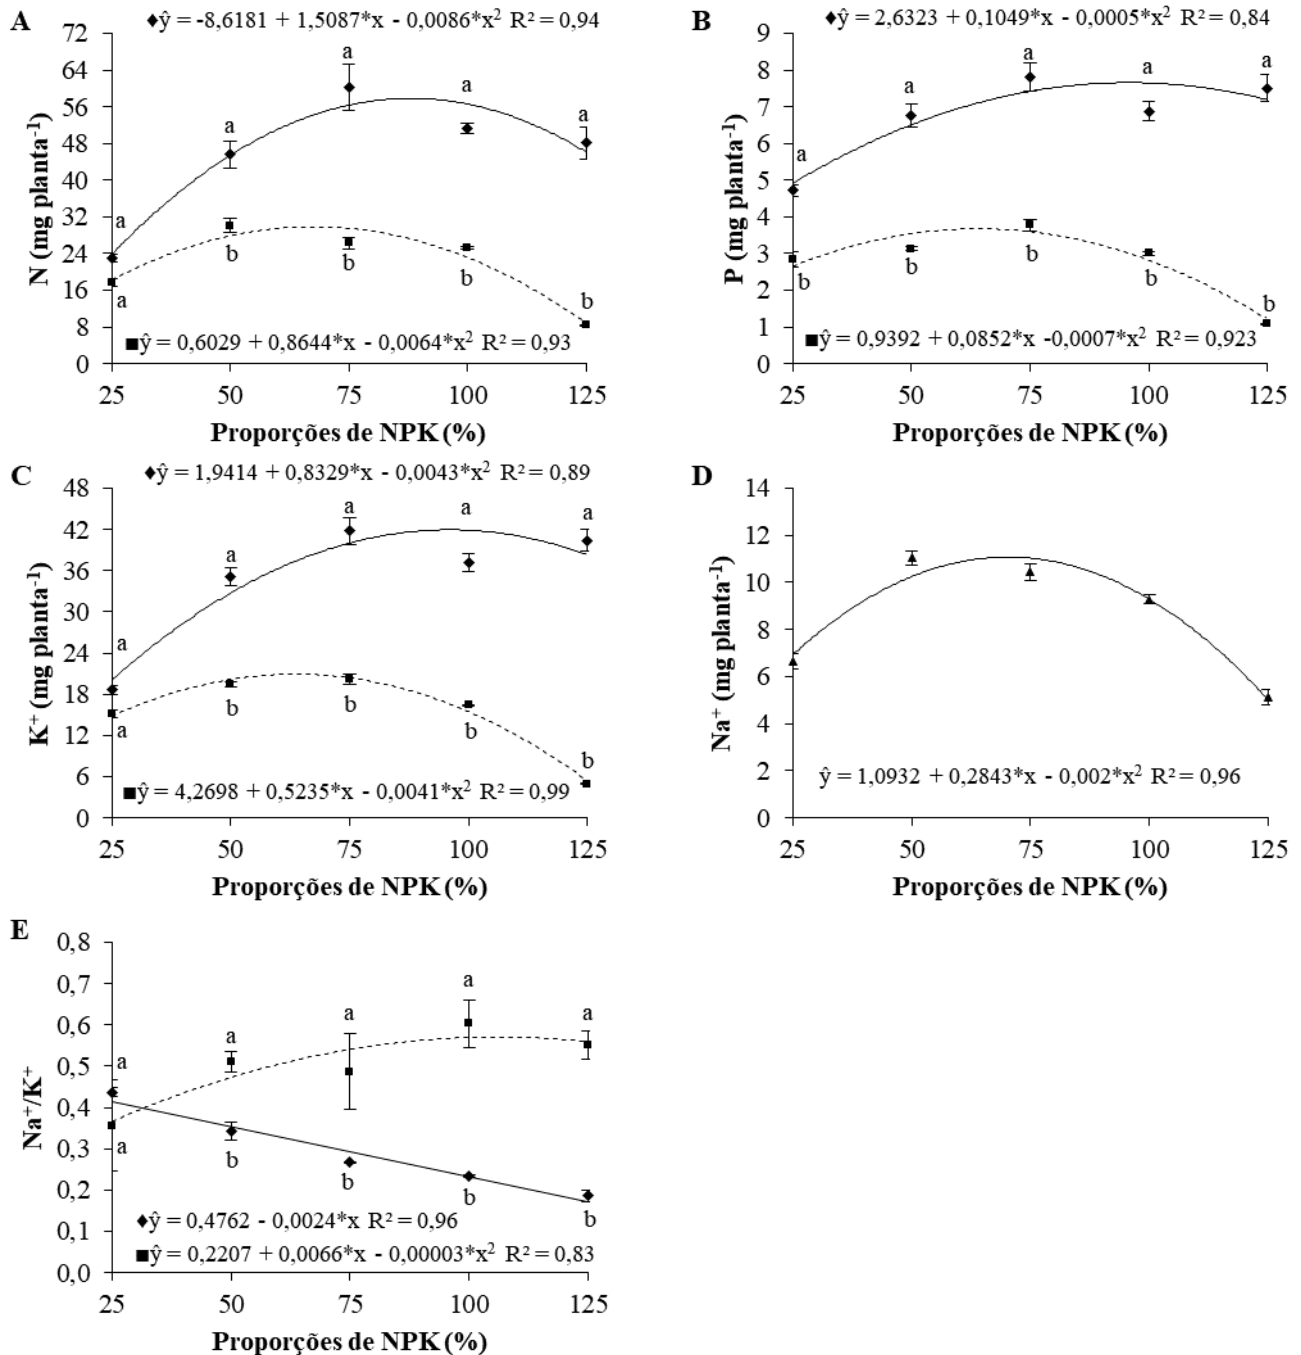 A
◆ŷ = -8,6181 + 1,5087*x - 0,0086*x² R² = 0,94
72
64
56
48
40
32
24
16
8
0
N (mg planta⁻¹)
a
a
a
a
a
a
b
b
b
b
■ŷ = 0,6029 + 0,8644*x - 0,0064*x² R² = 0,93
25 50 75 100 125
Proporções de NPK (%)
B
◆ŷ = 2,6323 + 0,1049*x - 0,0005*x² R² = 0,84
9
8
7
6
5
4
3
2
1
0
P (mg planta⁻¹)
a
a
a
a
a
b
b
b
b
b
■ŷ = 0,9392 + 0,0852*x -0,0007*x² R² = 0,923
25 50 75 100 125
Proporções de NPK (%)
C
◆ŷ = 1,9414 + 0,8329*x - 0,0043*x² R² = 0,89
48
42
36
30
24
18
12
6
0
K⁺ (mg planta⁻¹)
a
a
a
a
a
a
b
b
b
b
■ŷ = 4,2698 + 0,5235*x - 0,0041*x² R² = 0,99
25 50 75 100 125
Proporções de NPK (%)
D
14
12
10
8
6
4
2
0
Na⁺ (mg planta⁻¹)
ŷ = 1,0932 + 0,2843*x - 0,002*x² R² = 0,96
25 50 75 100 125
Proporções de NPK (%)
E
0,8
0,7
0,6
0,5
0,4
0,3
0,2
0,1
0,0
Na⁺/K⁺
a
a
a
a
a
a
b
b
b
b
◆ŷ = 0,4762 - 0,0024*x R² = 0,96
■ŷ = 0,2207 + 0,0066*x - 0,00003*x² R² = 0,83
25 50 75 100 125
Proporções de NPK (%)